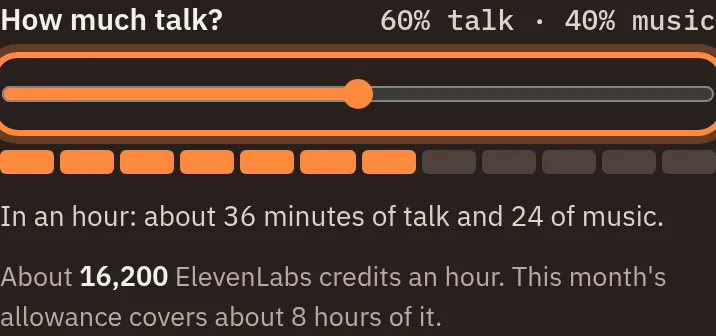 How much talk?
60% talk · 40% music
In an hour: about 36 minutes of talk and 24 of music.
About 16,200 ElevenLabs credits an hour. This month's
allowance covers about 8 hours of it.